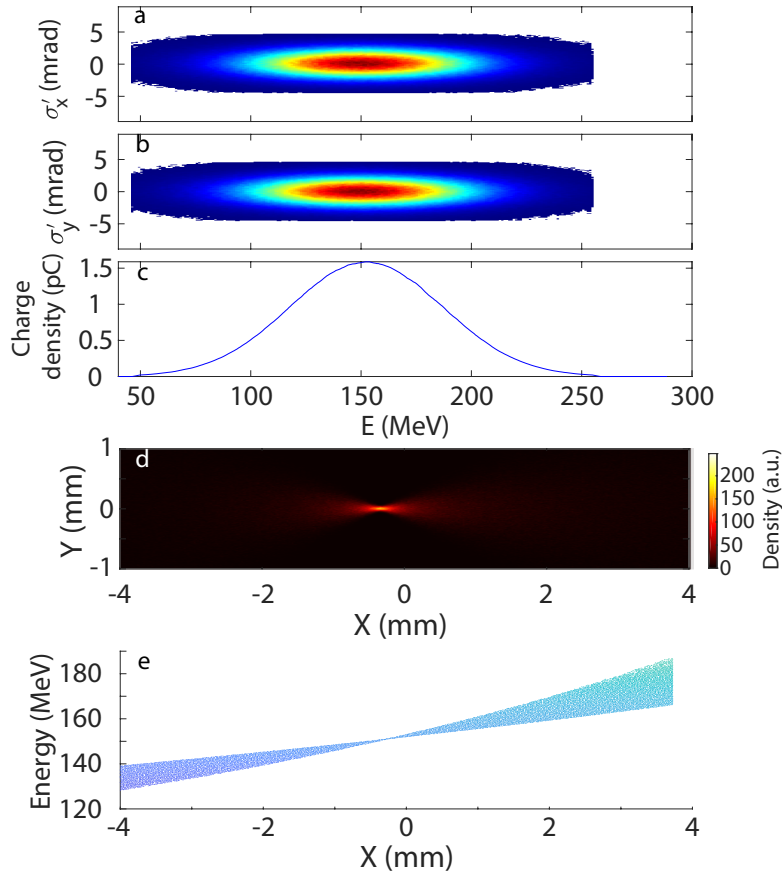 a
5
0
-5
σ′x (mrad)
b
5
0
-5
σ′y (mrad)
c
1.5
1
0.5
0
Charge
density (pC)
50 100 150 200 250 300
E (MeV)
d
1
0
-1
Y (mm)
-4 -2 0 2 4
X (mm)
200
150
100
50
0
Density (a.u.)
e
180
160
140
120
Energy (MeV)
-4 -2 0 2 4
X (mm)